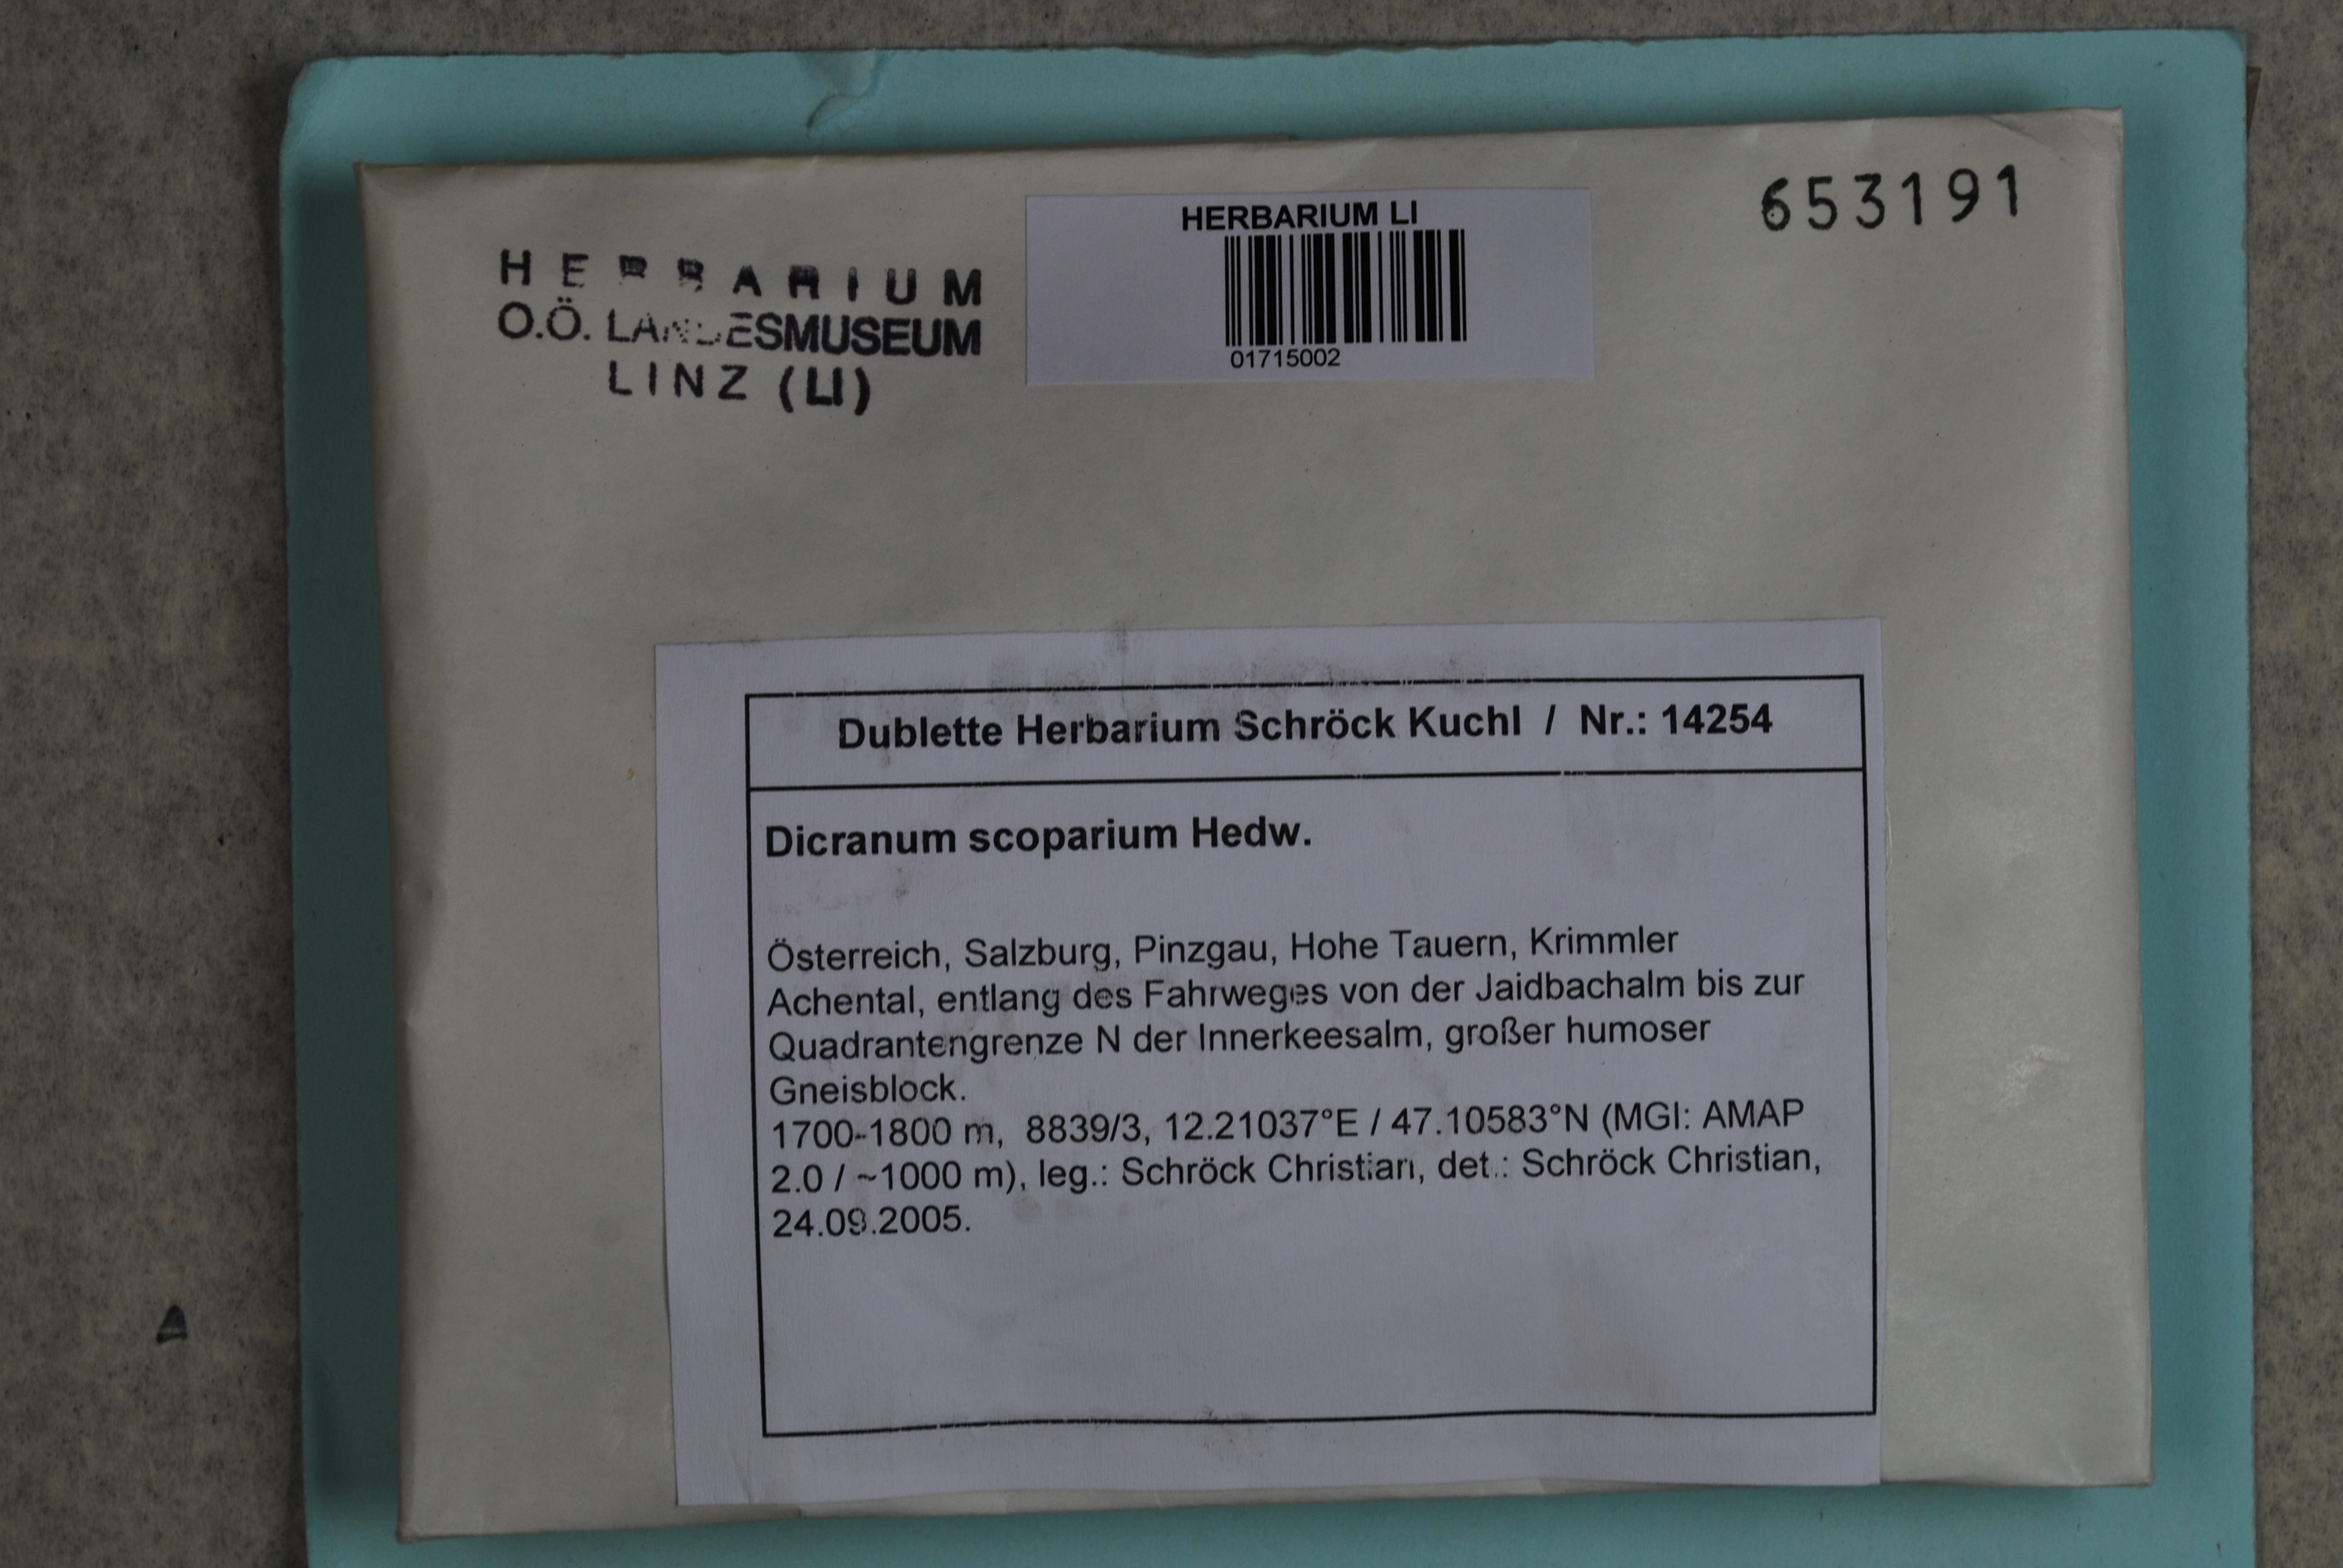 653191
HERBARIUM LI
01715002
HERBARIUM
O.Ö. LANDESMUSEUM
LINZ (LI)
Dublette Herbarium Schröck Kuchl / Nr.: 14254
Dicranum scoparium Hedw.
Österreich, Salzburg, Pinzgau, Hohe Tauern, Krimmler
Achental, entlang des Fahrweges von der Jaidbachalm bis zur
Quadrantengrenze N der Innerkeesalm, großer humoser
Gneisblock.
1700-1800 m, 8839/3, 12.21037°E / 47.10583°N (MGI: AMAP
2.0 / ~1000 m), leg.: Schröck Christian, det.: Schröck Christian,
24.09.2005.